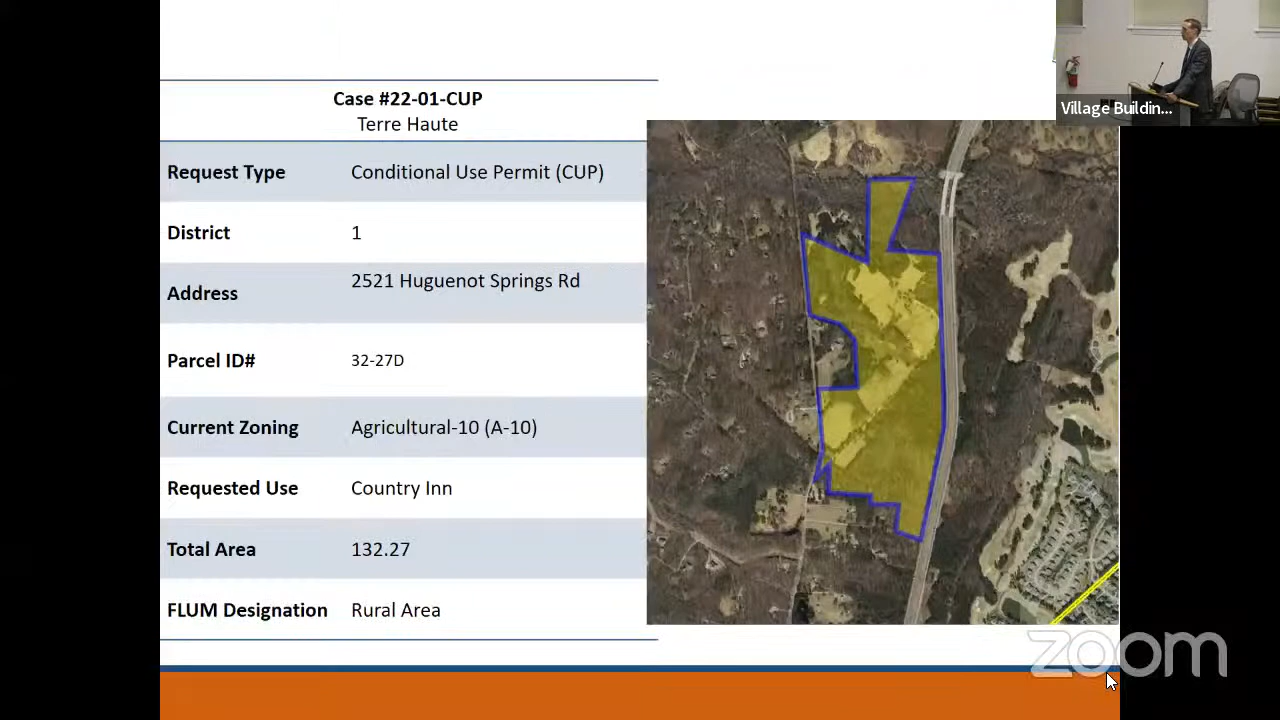 Case #22-01-CUP
Terre Haute
Request Type Conditional Use Permit (CUP)
District 1
Address 2521 Huguenot Springs Rd
Parcel ID# 32-27D
Current Zoning Agricultural-10 (A-10)
Requested Use Country Inn
Total Area 132.27
FLUM Designation Rural Area
Village Buildin...
zoom